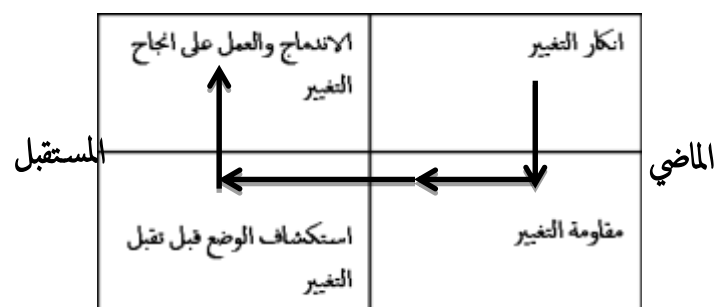 انكار التغيير
الاندماج والعمل على انجاح
التغيير
الماضي
المستقبل
مقاومة التغيير
استكشاف الوضع قبل تقبل
التغيير